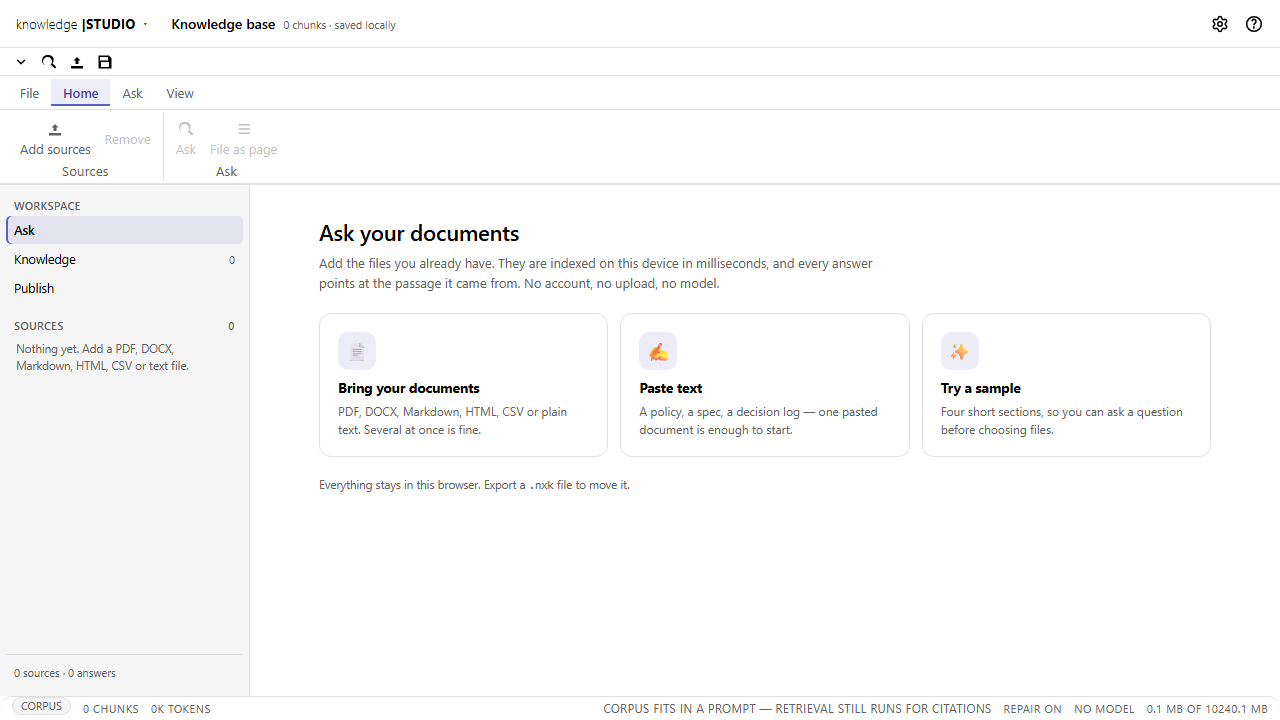 knowledge |STUDIO
Knowledge base 0 chunks · saved locally
File Home Ask View
Add sources
Remove
Sources
Ask
File as page
Ask
WORKSPACE
Ask
Knowledge 0
Publish
SOURCES 0
Nothing yet. Add a PDF, DOCX,
Markdown, HTML, CSV or text file.
0 sources · 0 answers
Ask your documents
Add the files you already have. They are indexed on this device in milliseconds, and every answer
points at the passage it came from. No account, no upload, no model.
Bring your documents
PDF, DOCX, Markdown, HTML, CSV or plain
text. Several at once is fine.
Paste text
A policy, a spec, a decision log — one pasted
document is enough to start.
Try a sample
Four short sections, so you can ask a question
before choosing files.
Everything stays in this browser. Export a .nxk file to move it.
CORPUS 0 CHUNKS 0K TOKENS CORPUS FITS IN A PROMPT — RETRIEVAL STILL RUNS FOR CITATIONS REPAIR ON NO MODEL 0.1 MB OF 10240.1 MB